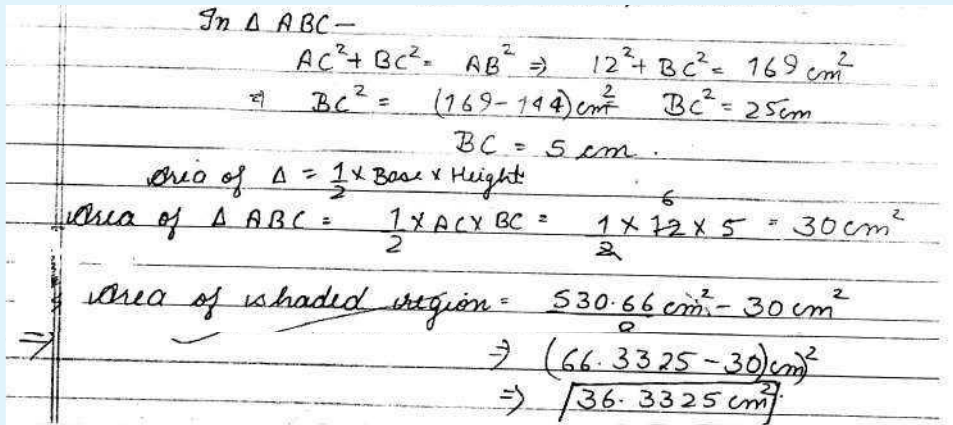 In Δ ABC —
AC²+ BC²= AB² ⇒ 12²+ BC²= 169 cm²
⇒ BC² = (169-144)cm² BC² = 25cm
BC = 5 cm.
Area of Δ = 1/2 × Base × Height
Area of Δ ABC = 1/2 × AC × BC = 1/2 × 12 × 5 = 30cm²
6
Area of shaded region = 530.66 cm²/8 - 30 cm²
⇒ (66.3325 - 30)cm²
⇒ 36.3325 cm²